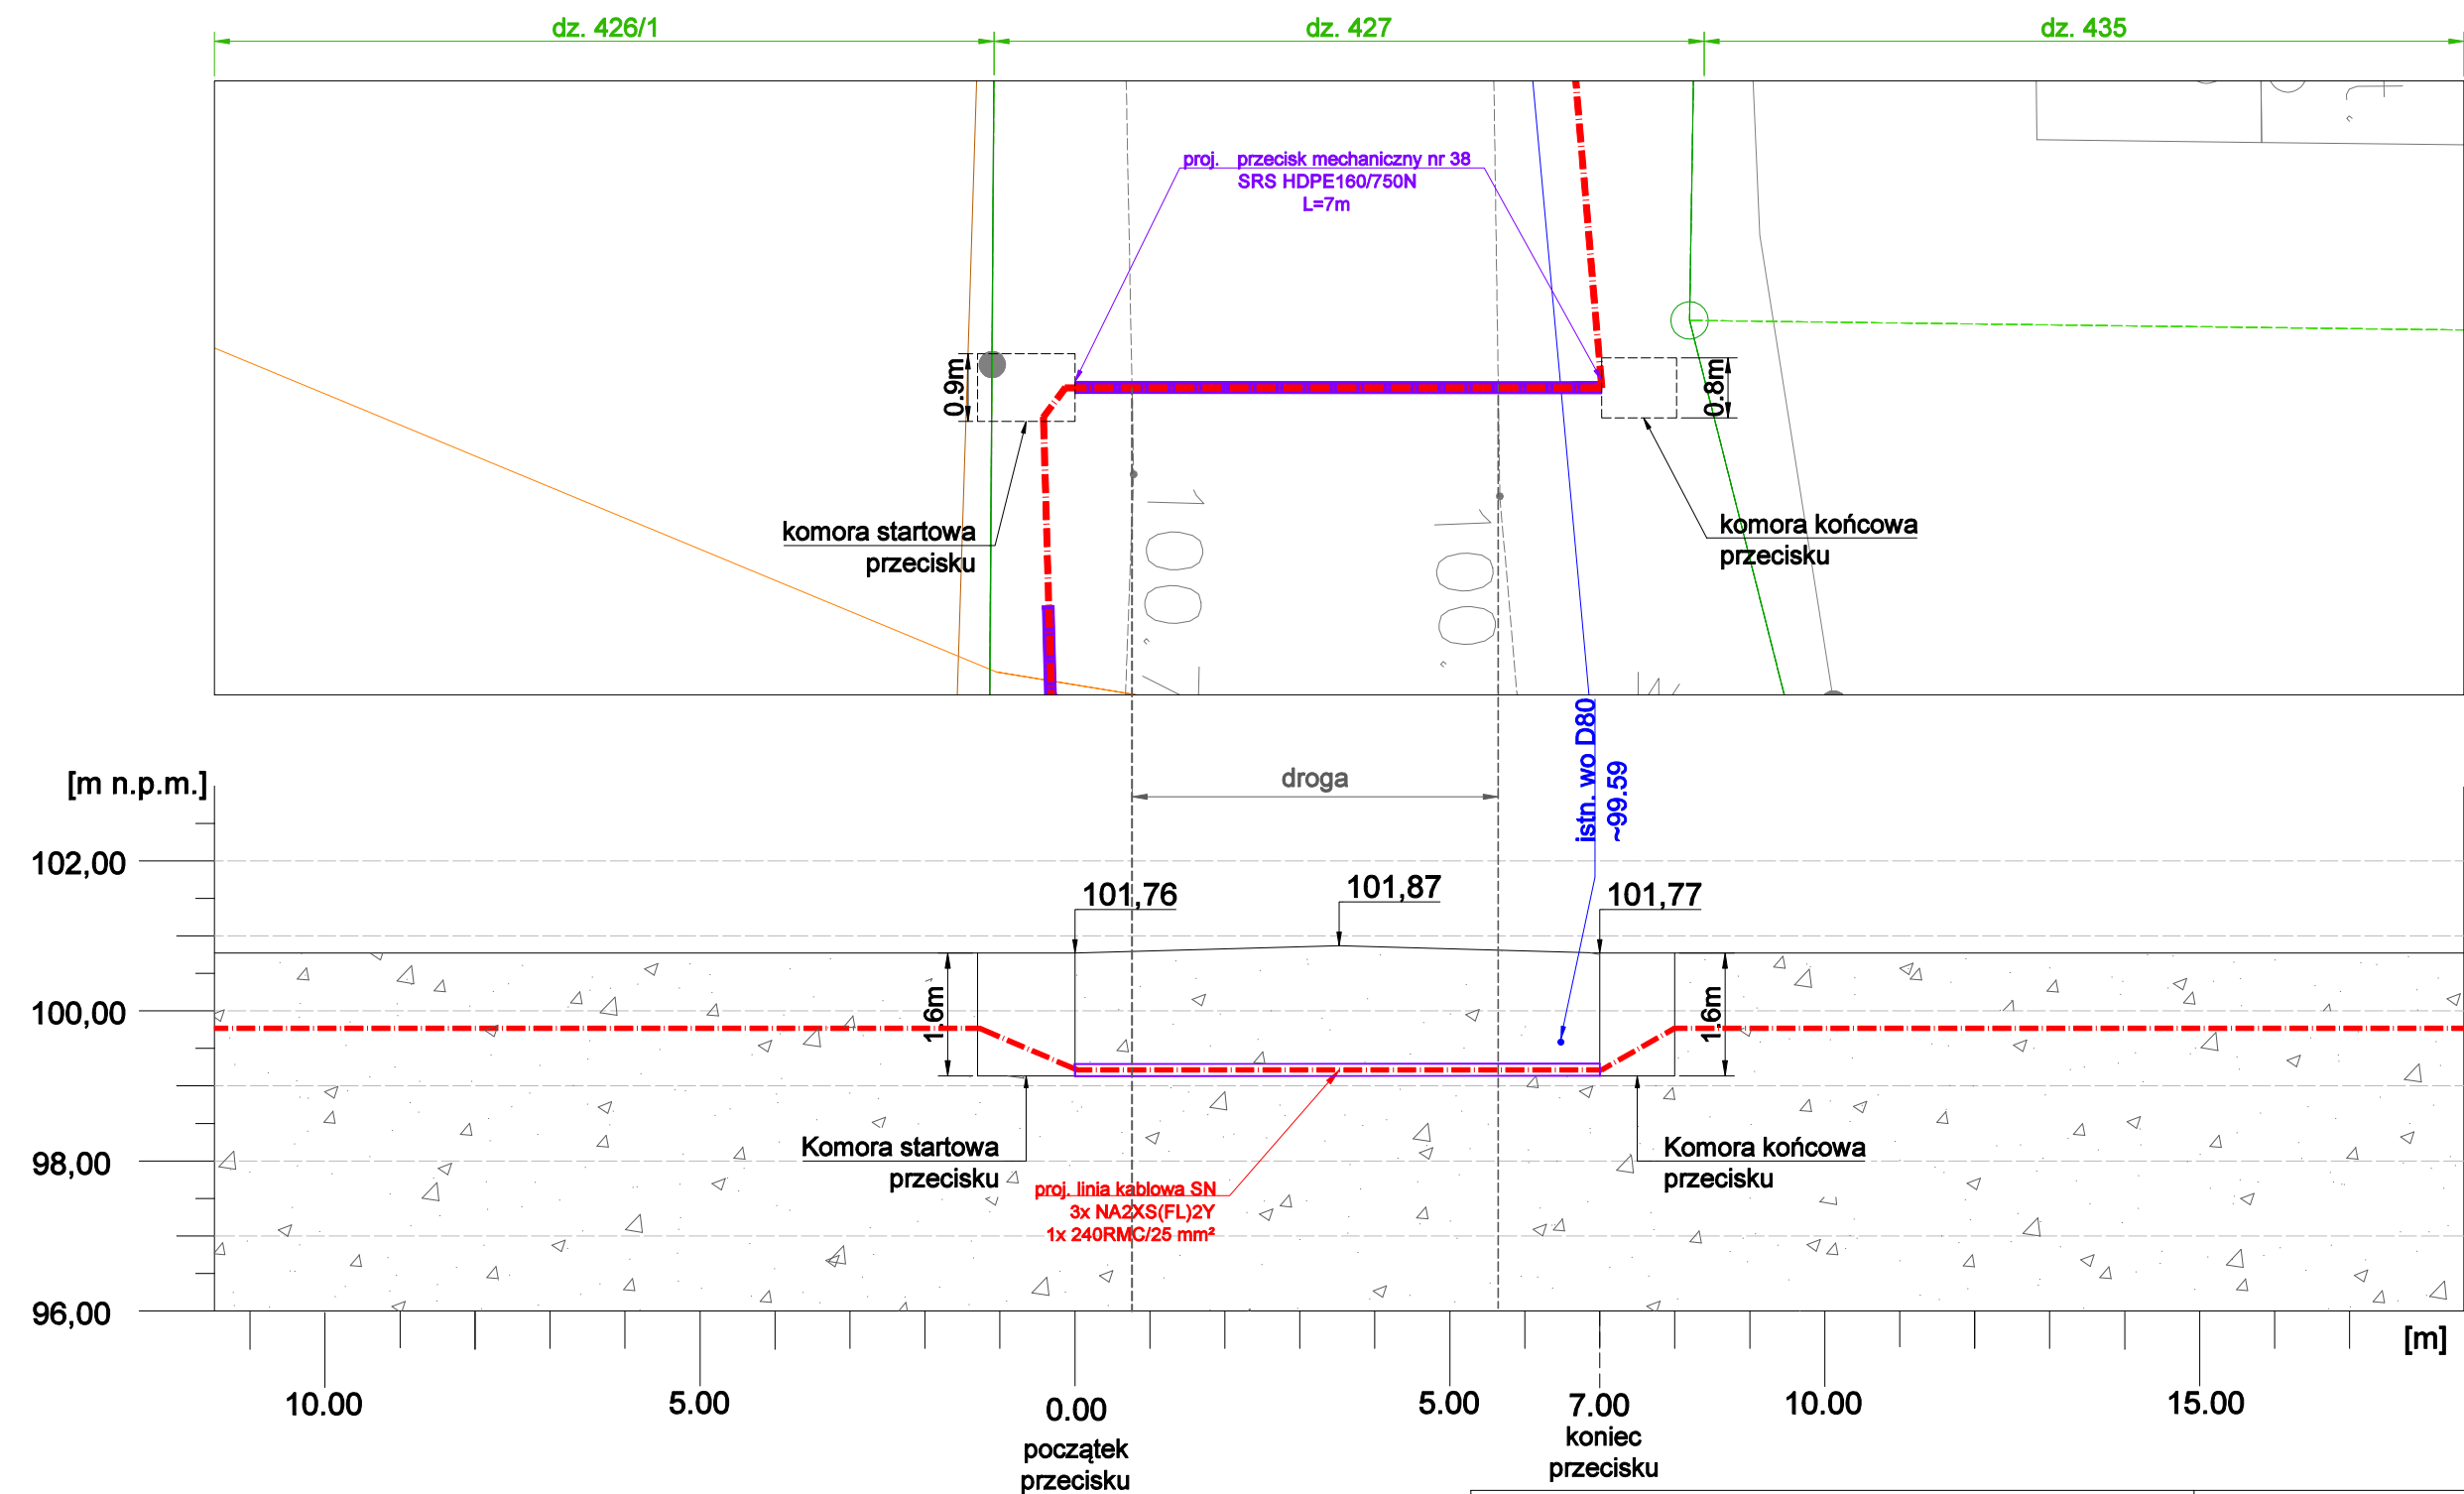 dz. 426/1
dz. 427
dz. 435
proj. przecisk mechaniczny nr 38
SRS HDPE160/750N
L=7m
0.9m
0.8m
komora startowa
przecisku
komora końcowa
przecisku
100.
istn. wo D80
~99.59
[m n.p.m.]
droga
102,00
101,76
101,87
101,77
100,00
1.6m
1.6m
98,00
Komora startowa
przecisku
Komora końcowa
przecisku
proj. linia kablowa SN
3x NA2XS(FL)2Y
1x 240RMC/25 mm²
96,00
[m]
10.00
5.00
0.00
5.00
7.00
10.00
15.00
początek
przecisku
koniec
przecisku